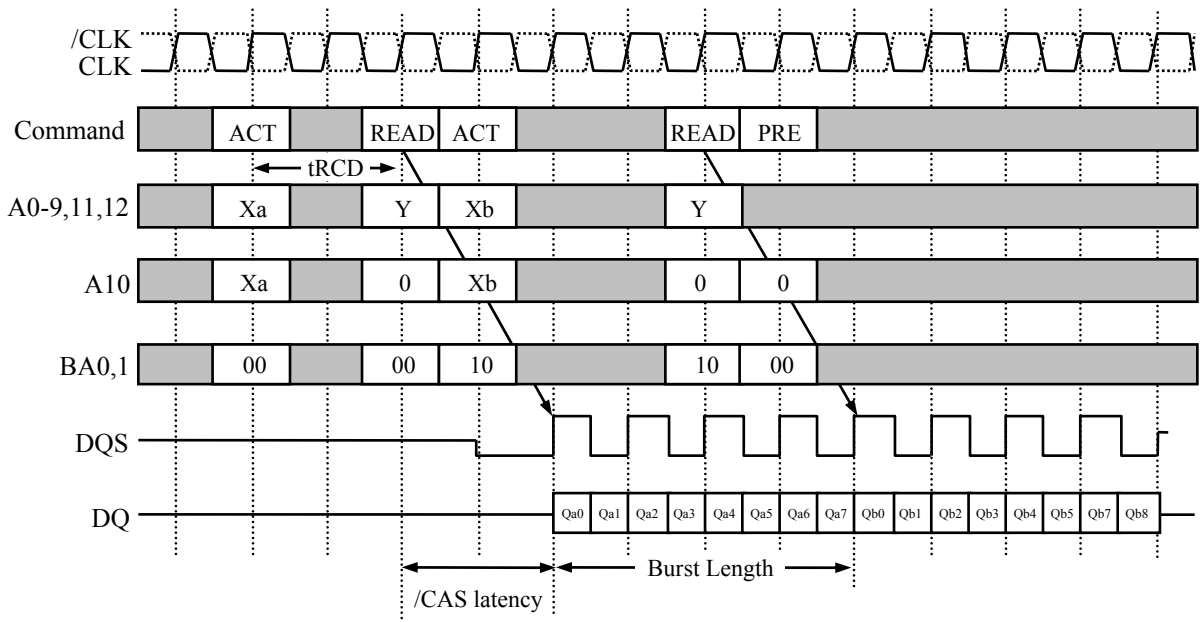 /CLK
CLK
Command ACT READ ACT READ PRE
tRCD
A0-9,11,12 Xa Y Xb Y
A10 Xa 0 Xb 0 0
BA0,1 00 00 10 10 00
DQS
DQ Qa0 Qa1 Qa2 Qa3 Qa4 Qa5 Qa6 Qa7 Qb0 Qb1 Qb2 Qb3 Qb4 Qb5 Qb7 Qb8
Burst Length
/CAS latency